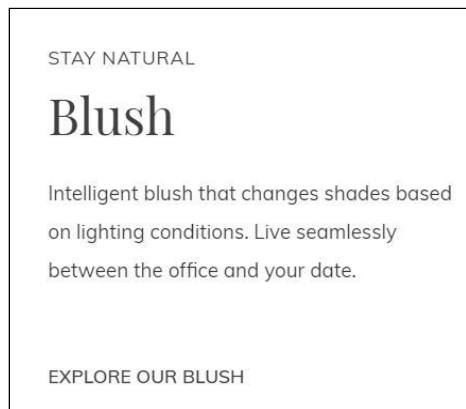 STAY NATURAL
Blush
Intelligent blush that changes shades based
on lighting conditions. Live seamlessly
between the office and your date.
EXPLORE OUR BLUSH